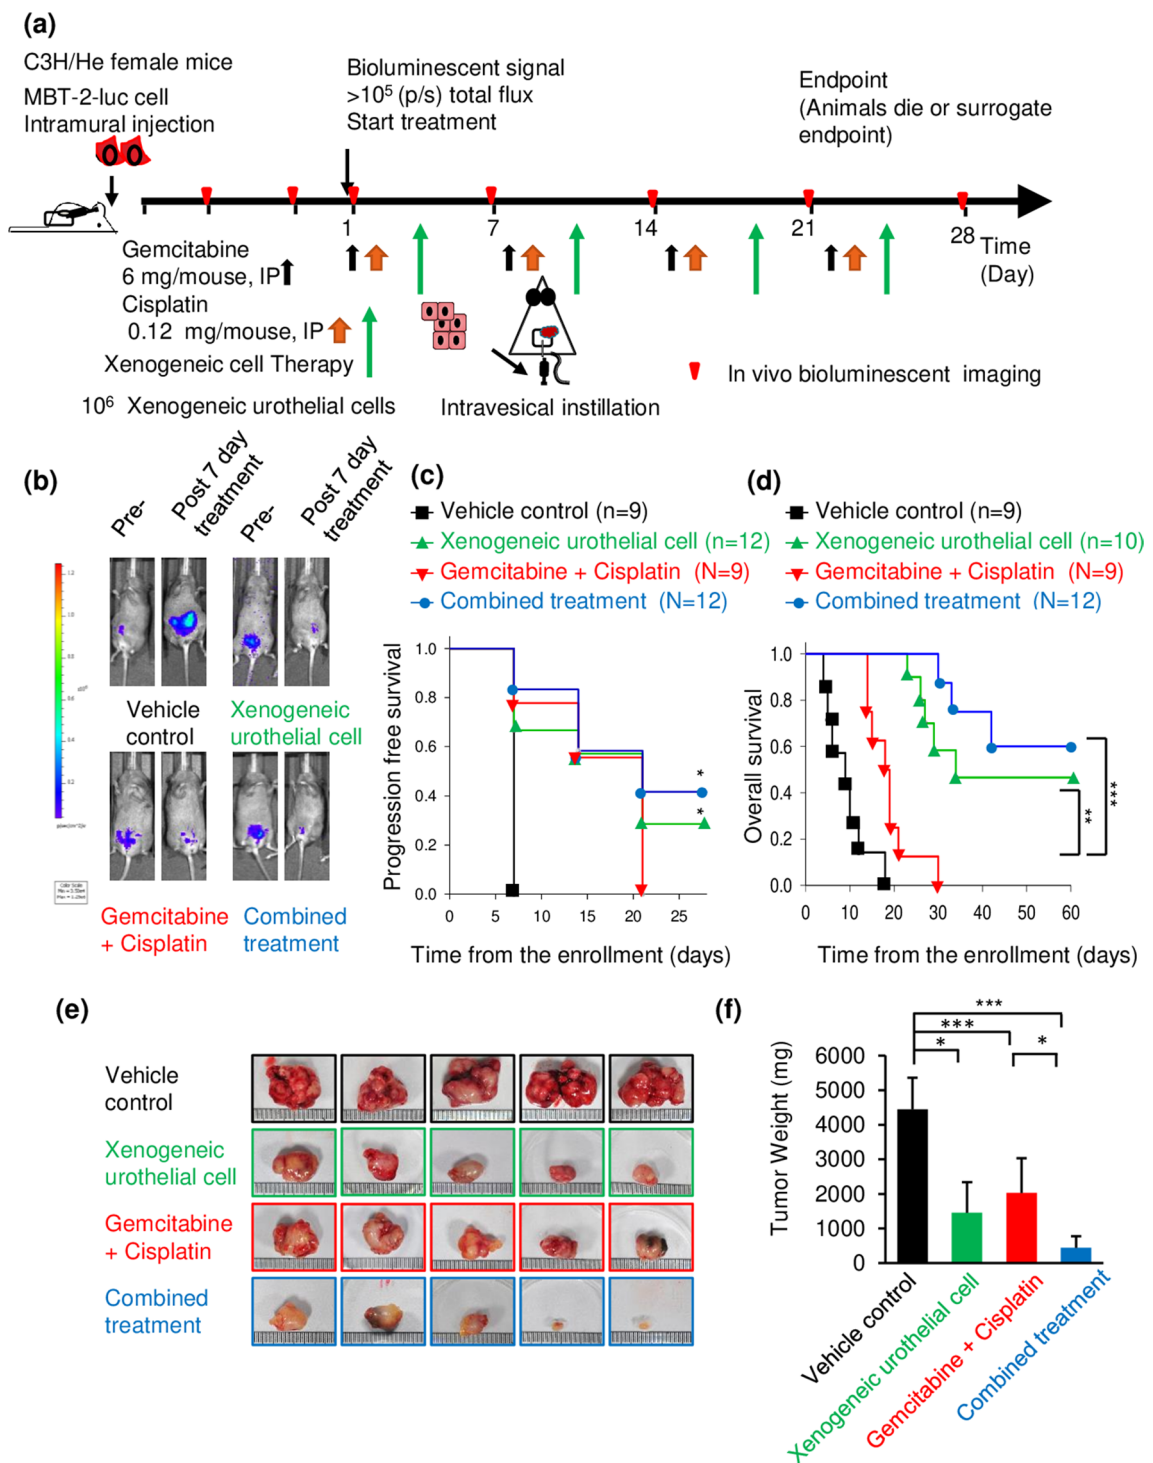 (a)
C3H/He female mice
MBT-2-luc cell
Intramural injection
Bioluminescent signal
>10⁵ (p/s) total flux
Start treatment
Endpoint
(Animals die or surrogate
endpoint)
1
7
14
21
28
Time
(Day)
Gemcitabine
6 mg/mouse, IP
Cisplatin
0.12 mg/mouse, IP
Xenogeneic cell Therapy
10⁶ Xenogeneic urothelial cells
Intravesical instillation
In vivo bioluminescent imaging
(b)
Pre-
Post 7 day
treatment
Pre-
Post 7 day
treatment
Vehicle
control
Xenogeneic
urothelial cell
Gemcitabine
+ Cisplatin
Combined
treatment
(c)
Vehicle control (n=9)
Xenogeneic urothelial cell (n=12)
Gemcitabine + Cisplatin (N=9)
Combined treatment (N=12)
Progression free survival
1.0
0.8
0.6
0.4
0.2
0.0
*
*
0 5 10 15 20 25
Time from the enrollment (days)
(d)
Vehicle control (n=9)
Xenogeneic urothelial cell (n=10)
Gemcitabine + Cisplatin (N=9)
Combined treatment (N=12)
Overall survival
1.0
0.8
0.6
0.4
0.2
0.0
**
***
0 10 20 30 40 50 60
Time from the enrollment (days)
(e)
Vehicle
control
Xenogeneic
urothelial cell
Gemcitabine
+ Cisplatin
Combined
treatment
(f)
***
***
*
*
Tumor Weight (mg)
6000
5000
4000
3000
2000
1000
0
Vehicle control
Xenogeneic urothelial cell
Gemcitabine + Cisplatin
Combined treatment